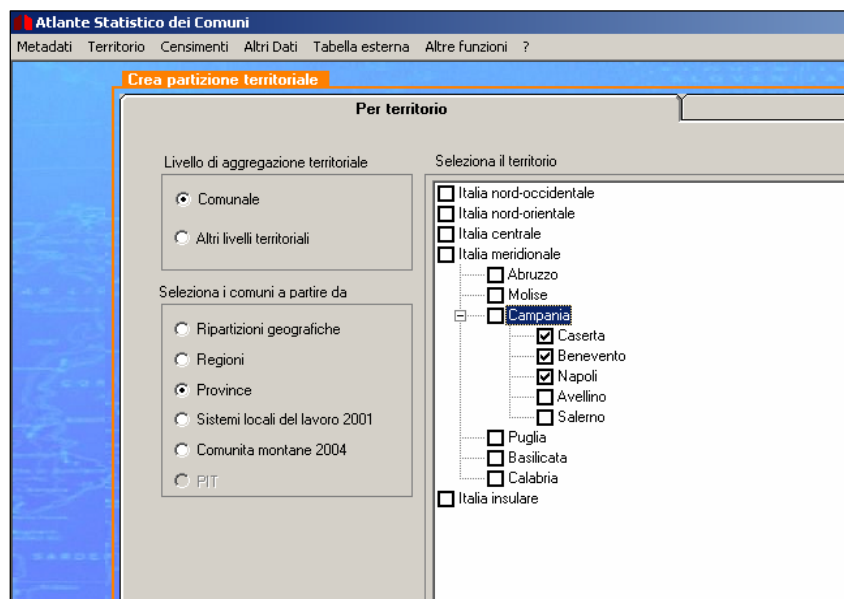 Atlante Statistico dei Comuni
Metadati Territorio Censimenti Altri Dati Tabella esterna Altre funzioni ?
Crea partizione territoriale
Per territorio
Livello di aggregazione territoriale
Comunale
Altri livelli territoriali
Seleziona i comuni a partire da
Ripartizioni geografiche
Regioni
Province
Sistemi locali del lavoro 2001
Comunita montane 2004
PIT
Seleziona il territorio
Italia nord-occidentale
Italia nord-orientale
Italia centrale
Italia meridionale
Abruzzo
Molise
Campania
Caserta
Benevento
Napoli
Avellino
Salerno
Puglia
Basilicata
Calabria
Italia insulare